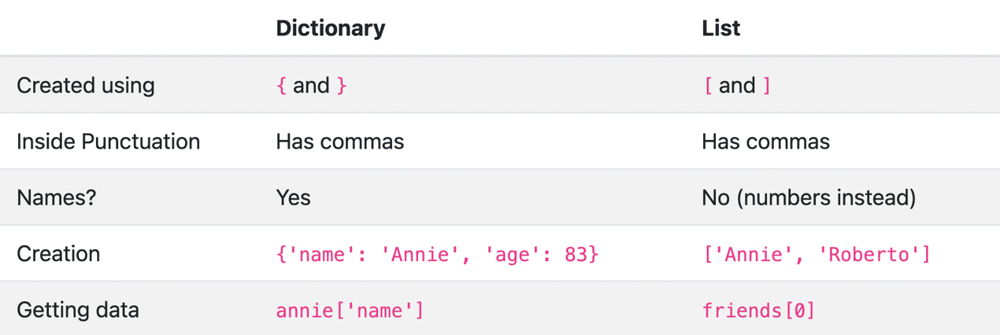 Dictionary List
Created using { and } [ and ]
Inside Punctuation Has commas Has commas
Names? Yes No (numbers instead)
Creation {'name': 'Annie', 'age': 83} ['Annie', 'Roberto']
Getting data annie['name'] friends[0]